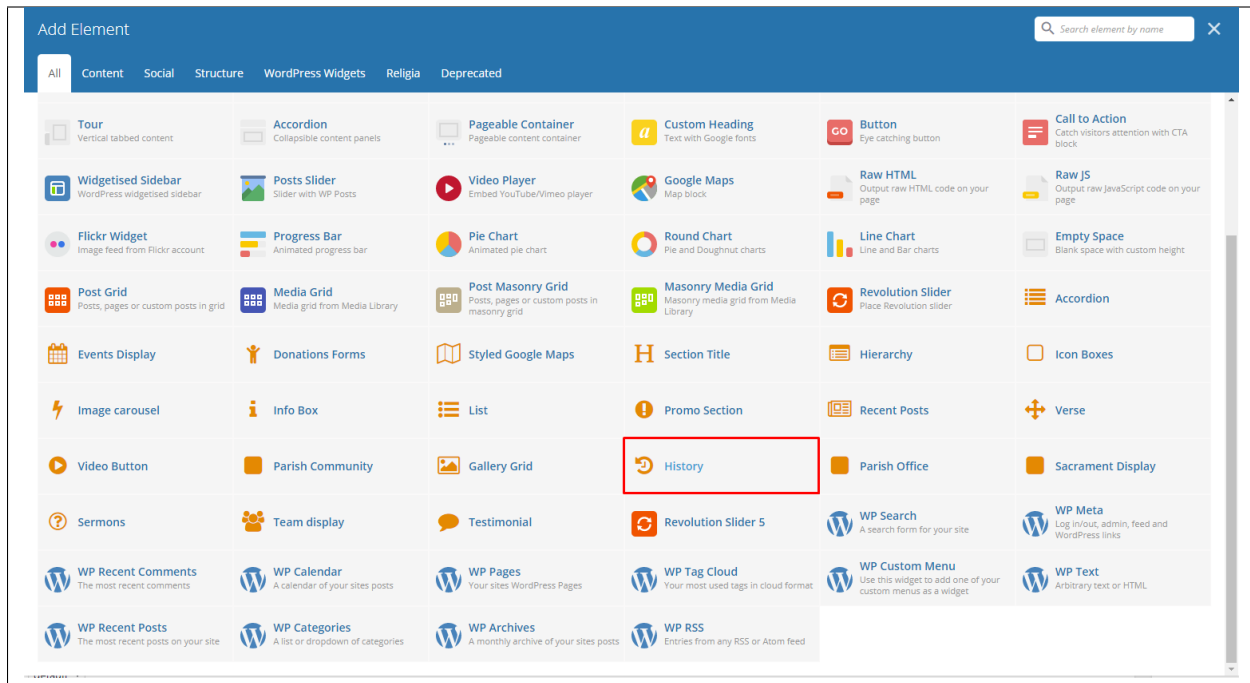 Add Element
Search element by name
All Content Social Structure WordPress Widgets Religia Deprecated
Tour
Vertical tabbed content
Accordion
Collapsible content panels
Pageable Container
Pageable content container
a
Custom Heading
Text with Google fonts
GO
Button
Eye catching button
Call to Action
Catch visitors attention with CTA
block
Widgetised Sidebar
WordPress widgetised sidebar
Posts Slider
Slider with WP Posts
Video Player
Embed YouTube/Vimeo player
Google Maps
Map block
Raw HTML
Output raw HTML code on your
page
Raw JS
Output raw JavaScript code on your
page
Flickr Widget
Image feed from Flickr account
Progress Bar
Animated progress bar
Pie Chart
Animated pie chart
Round Chart
Pie and Doughnut charts
Line Chart
Line and Bar charts
Empty Space
Blank space with custom height
Post Grid
Posts, pages or custom posts in grid
Media Grid
Media grid from Media Library
Post Masonry Grid
Posts, pages or custom posts in
masonry grid
Masonry Media Grid
Masonry media grid from Media
Library
Revolution Slider
Place Revolution slider
Accordion
Events Display
Donations Forms
Styled Google Maps
H
Section Title
Hierarchy
Icon Boxes
Image carousel
i
Info Box
List
Promo Section
Recent Posts
Verse
Video Button
Parish Community
Gallery Grid
History
Parish Office
Sacrament Display
Sermons
Team display
Testimonial
Revolution Slider 5
WP Search
A search form for your site
WP Meta
Log in/out, admin, feed and
WordPress links
WP Recent Comments
The most recent comments
WP Calendar
A calendar of your sites posts
WP Pages
Your sites WordPress Pages
WP Tag Cloud
Your most used tags in cloud format
WP Custom Menu
Use this widget to add one of your
custom menus as a widget
WP Text
Arbitrary text or HTML
WP Recent Posts
The most recent posts on your site
WP Categories
A list or dropdown of categories
WP Archives
A monthly archive of your sites posts
WP RSS
Entries from any RSS or Atom feed